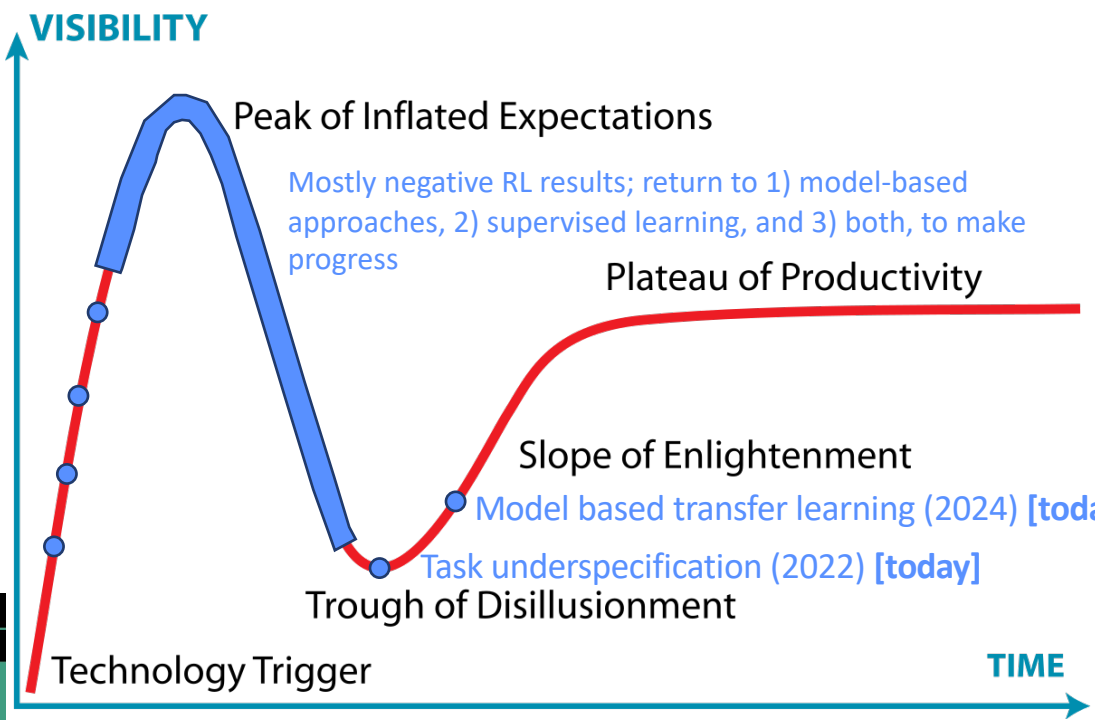 VISIBILITY
Peak of Inflated Expectations
Mostly negative RL results; return to 1) model-based
approaches, 2) supervised learning, and 3) both, to make
progress
Plateau of Productivity
Slope of Enlightenment
Model based transfer learning (2024) [toda
Task underspecification (2022) [today]
Trough of Disillusionment
Technology Trigger
TIME